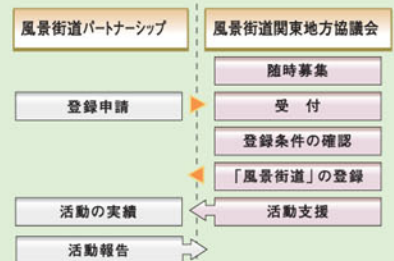 風景街道パートナーシップ
風景街道関東地方協議会
随時募集
登録申請
受 付
登録条件の確認
「風景街道」の登録
活動の実績
活動支援
活動報告